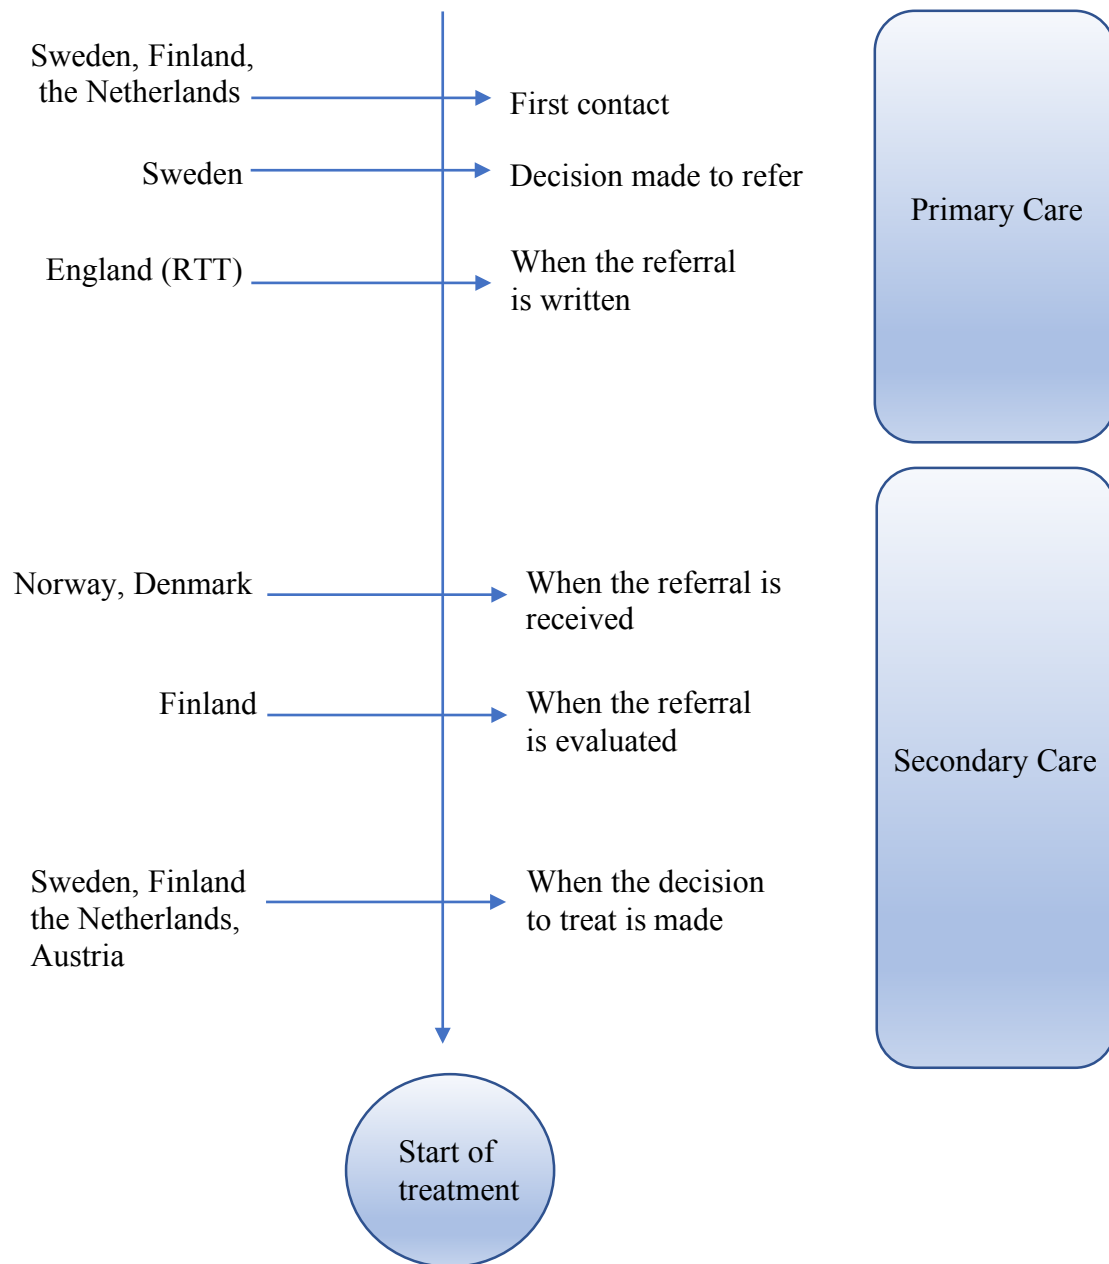 Sweden, Finland,
the Netherlands
First contact
Sweden
Decision made to refer
Primary Care
England (RTT)
When the referral
is written
Norway, Denmark
When the referral is
received
Finland
When the referral
is evaluated
Secondary Care
Sweden, Finland
the Netherlands,
Austria
When the decision
to treat is made
Start of
treatment